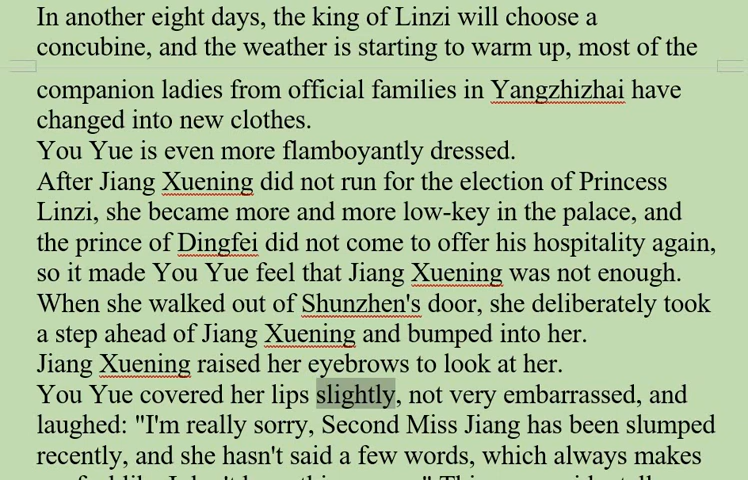 In another eight days, the king of Linzi will choose a
concubine, and the weather is starting to warm up, most of the
companion ladies from official families in Yangzhizhai have
changed into new clothes.
You Yue is even more flamboyantly dressed.
After Jiang Xuening did not run for the election of Princess
Linzi, she became more and more low-key in the palace, and
the prince of Dingfei did not come to offer his hospitality again,
so it made You Yue feel that Jiang Xuening was not enough.
When she walked out of Shunzhen's door, she deliberately took
a step ahead of Jiang Xuening and bumped into her.
Jiang Xuening raised her eyebrows to look at her.
You Yue covered her lips slightly, not very embarrassed, and
laughed: "I'm really sorry, Second Miss Jiang has been slumped
recently, and she hasn't said a few words, which always makes